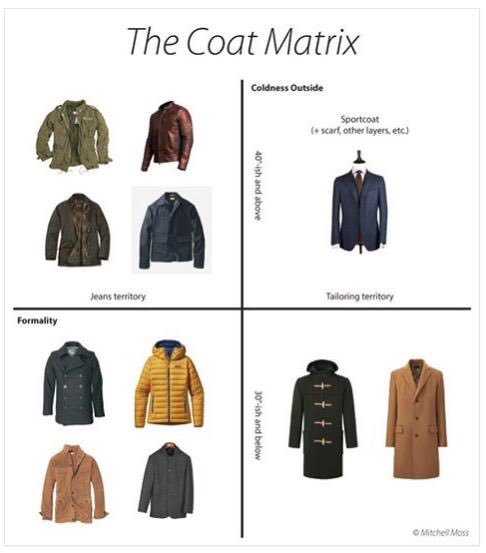 The Coat Matrix
Coldness Outside
Sportcoat
(+ scarf, other layers, etc.)
40°-ish and above
Jeans territory
Tailoring territory
Formality
30°-ish and below
© Mitchell Moss